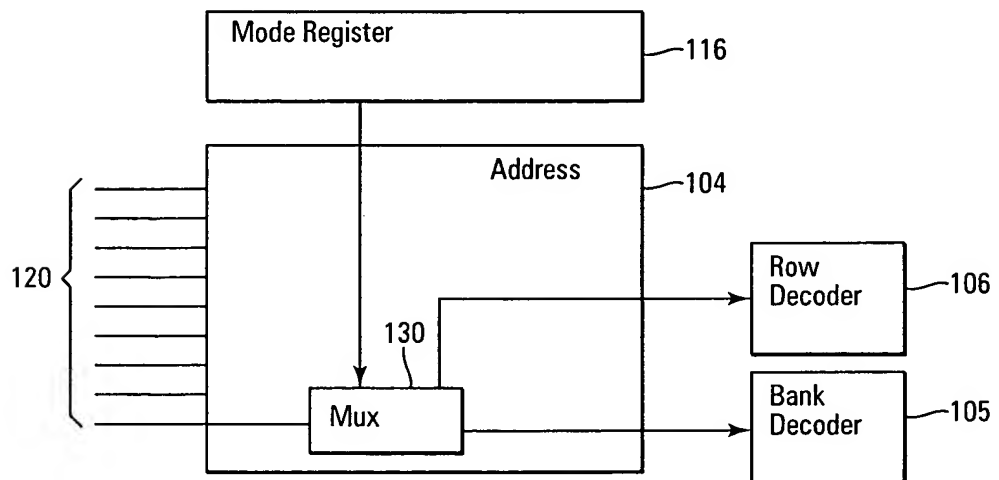 Mode Register
116
Address
104
120
Row
Decoder
106
130
Mux
Bank
Decoder
105